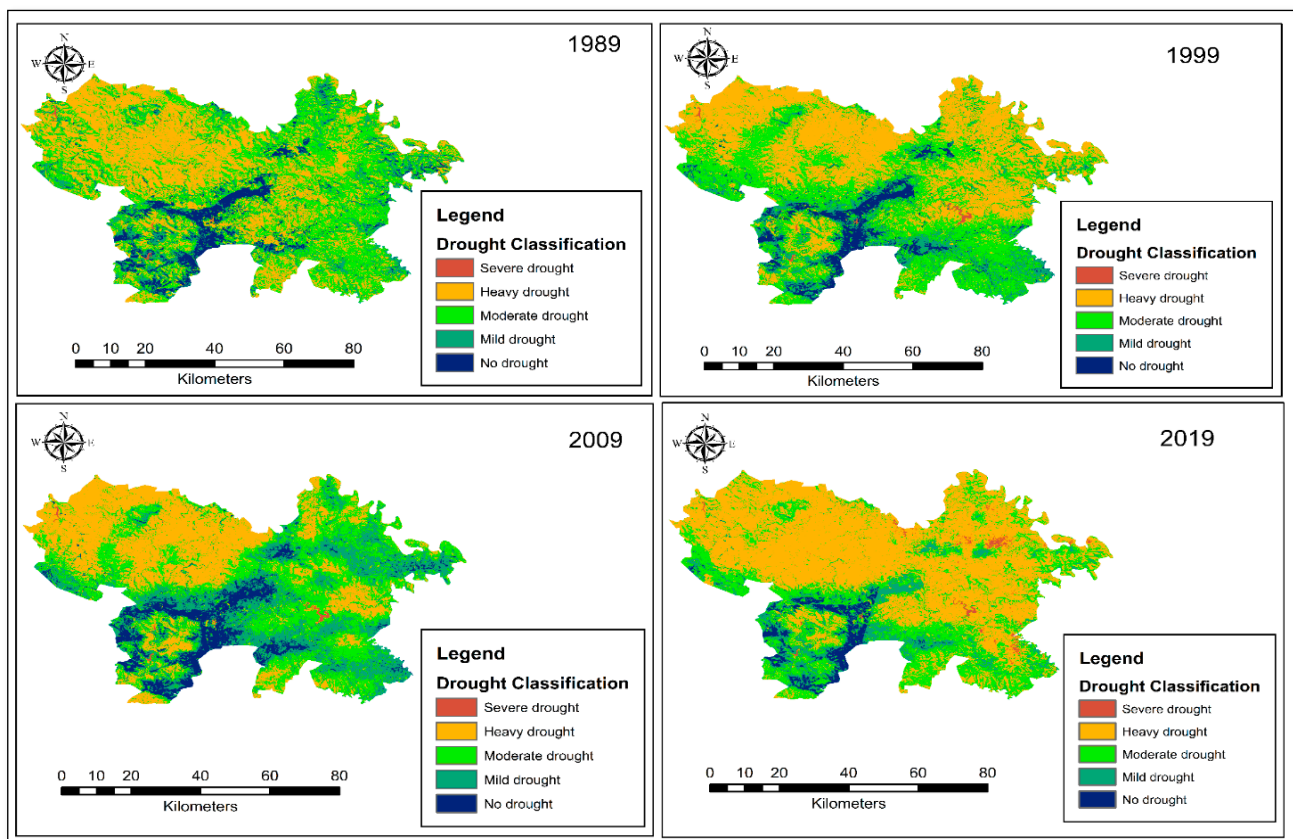 1989
N
W E
S
Legend
Drought Classification
Severe drought
Heavy drought
Moderate drought
Mild drought
No drought
0 10 20 40 60 80
Kilometers
1999
N
W E
S
Legend
Drought Classification
Severe drought
Heavy drought
Moderate drought
Mild drought
No drought
0 10 20 40 60 80
Kilometers
2009
N
W E
S
Legend
Drought Classification
Severe drought
Heavy drought
Moderate drought
Mild drought
No drought
0 10 20 40 60 80
Kilometers
2019
N
W E
S
Legend
Drought Classification
Severe drought
Heavy drought
Moderate drought
Mild drought
No drought
0 10 20 40 60 80
Kilometers